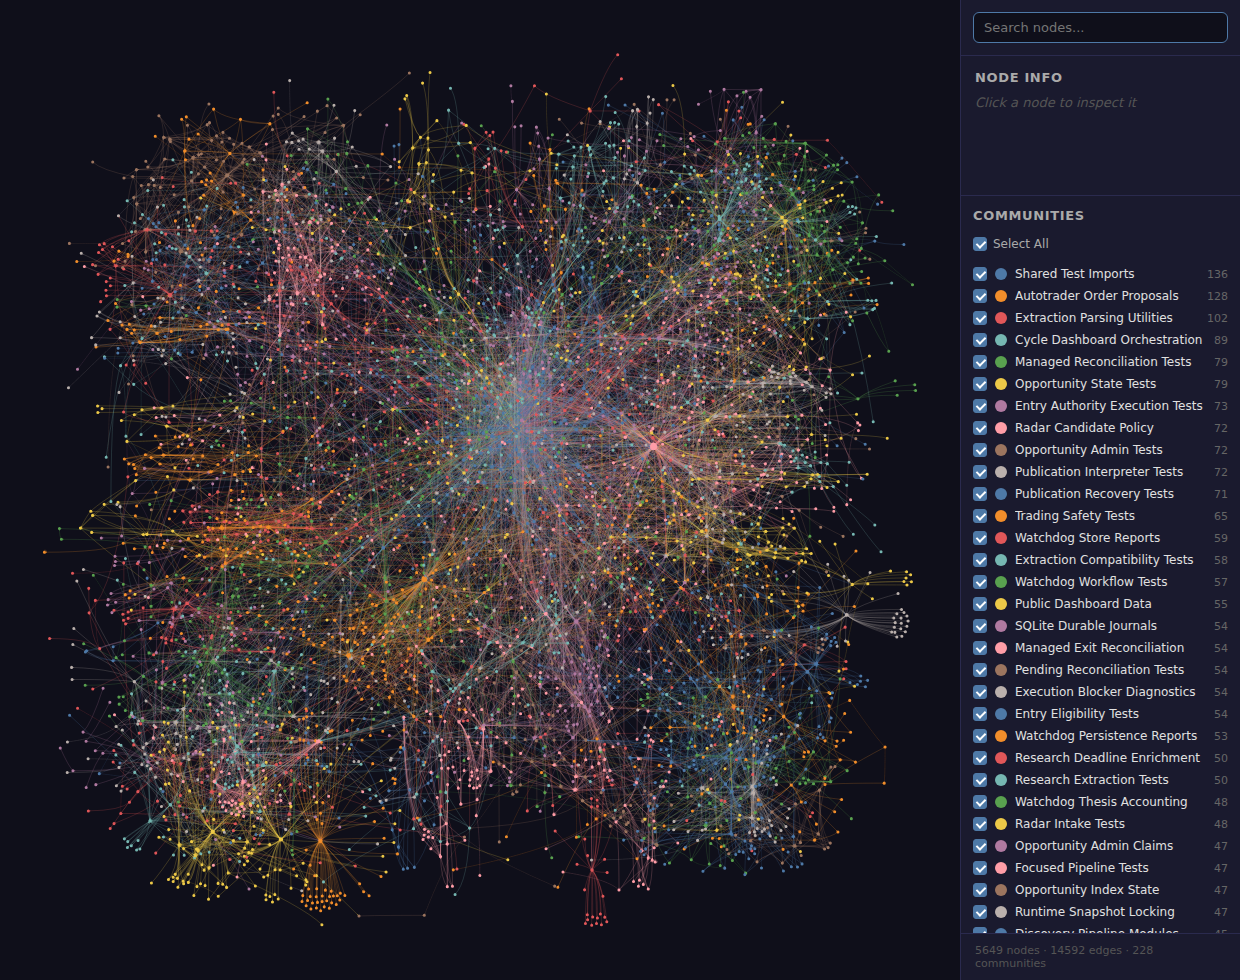 Search nodes...
NODE INFO
Click a node to inspect it
COMMUNITIES
Select All
Shared Test Imports 136
Autotrader Order Proposals 128
Extraction Parsing Utilities 102
Cycle Dashboard Orchestration 89
Managed Reconciliation Tests 79
Opportunity State Tests 79
Entry Authority Execution Tests 73
Radar Candidate Policy 72
Opportunity Admin Tests 72
Publication Interpreter Tests 72
Publication Recovery Tests 71
Trading Safety Tests 65
Watchdog Store Reports 59
Extraction Compatibility Tests 58
Watchdog Workflow Tests 57
Public Dashboard Data 55
SQLite Durable Journals 54
Managed Exit Reconciliation 54
Pending Reconciliation Tests 54
Execution Blocker Diagnostics 54
Entry Eligibility Tests 54
Watchdog Persistence Reports 53
Research Deadline Enrichment 50
Research Extraction Tests 50
Watchdog Thesis Accounting 48
Radar Intake Tests 48
Opportunity Admin Claims 47
Focused Pipeline Tests 47
Opportunity Index State 47
Runtime Snapshot Locking 47
Discovery Pipeline Modules 45
5649 nodes · 14592 edges · 228
communities